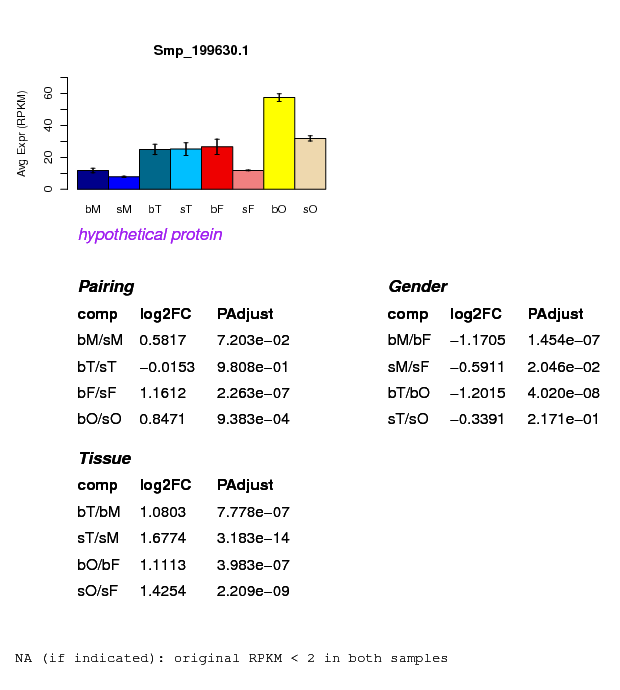 Smp_199630.1
Avg Expr (RPKM)
0 20 40 60
bM sM bT sT bF sF bO sO
hypothetical protein
Pairing
comp log2FC PAdjust
bM/sM 0.5817 7.203e−02
bT/sT −0.0153 9.808e−01
bF/sF 1.1612 2.263e−07
bO/sO 0.8471 9.383e−04
Gender
comp log2FC PAdjust
bM/bF −1.1705 1.454e−07
sM/sF −0.5911 2.046e−02
bT/bO −1.2015 4.020e−08
sT/sO −0.3391 2.171e−01
Tissue
comp log2FC PAdjust
bT/bM 1.0803 7.778e−07
sT/sM 1.6774 3.183e−14
bO/bF 1.1113 3.983e−07
sO/sF 1.4254 2.209e−09
NA (if indicated): original RPKM < 2 in both samples